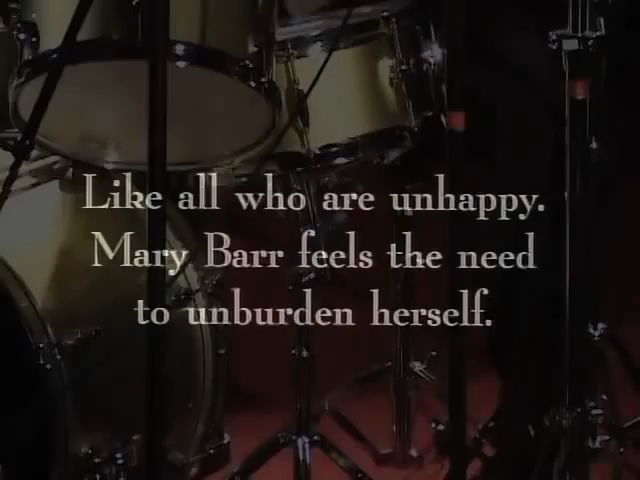 Like all who are unhappy.
Mary Barr feels the need
to unburden herself.